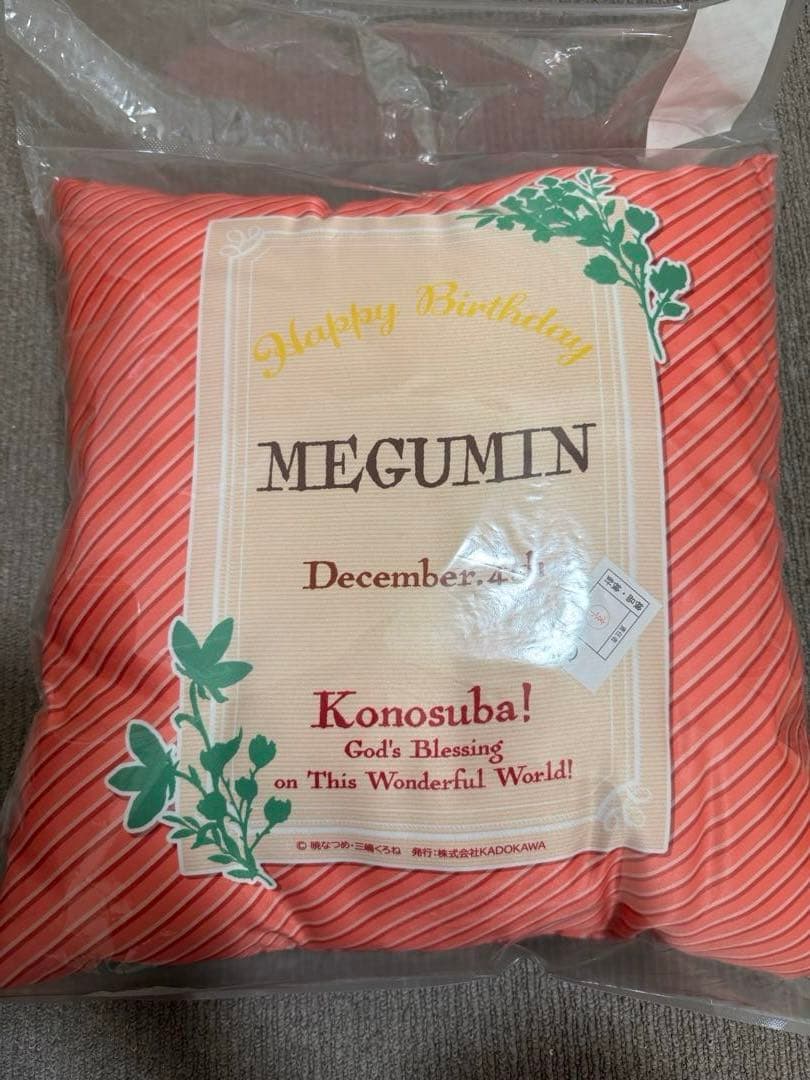 Happy Birthday
MEGUMIN
December.
Konosuba!
God's Blessing
on This Wonderful World!
© 暁なつめ・三嶋くろね 発行：株式会社KADOKAWA